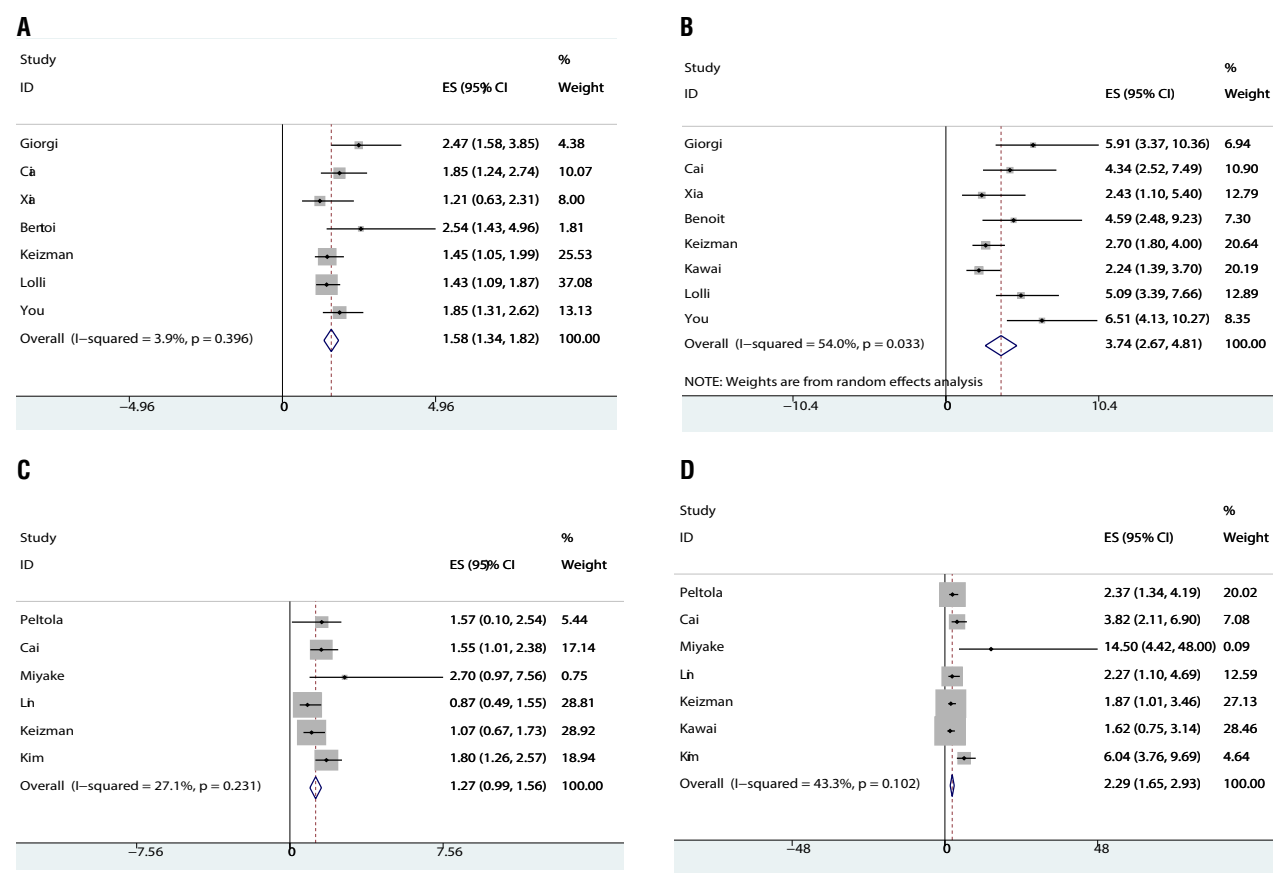 A
Study %
ID ES (95% CI Weight
Giorgi 2.47 (1.58, 3.85) 4.38
Cai 1.85 (1.24, 2.74) 10.07
Xia 1.21 (0.63, 2.31) 8.00
Bertoi 2.54 (1.43, 4.96) 1.81
Keizman 1.45 (1.05, 1.99) 25.53
Lolli 1.43 (1.09, 1.87) 37.08
You 1.85 (1.31, 2.62) 13.13
Overall (I−squared = 3.9%, p = 0.396) 1.58 (1.34, 1.82) 100.00
−4.96 0 4.96
B
Study %
ID ES (95% CI) Weight
Giorgi 5.91 (3.37, 10.36) 6.94
Cai 4.34 (2.52, 7.49) 10.90
Xia 2.43 (1.10, 5.40) 12.79
Benoit 4.59 (2.48, 9.23) 7.30
Keizman 2.70 (1.80, 4.00) 20.64
Kawai 2.24 (1.39, 3.70) 20.19
Lolli 5.09 (3.39, 7.66) 12.89
You 6.51 (4.13, 10.27) 8.35
Overall (I−squared = 54.0%, p = 0.033) 3.74 (2.67, 4.81) 100.00
NOTE: Weights are from random effects analysis
−10.4 0 10.4
C
Study %
ID ES (95% CI Weight
Peltola 1.57 (0.10, 2.54) 5.44
Cai 1.55 (1.01, 2.38) 17.14
Miyake 2.70 (0.97, 7.56) 0.75
Lin 0.87 (0.49, 1.55) 28.81
Keizman 1.07 (0.67, 1.73) 28.92
Kim 1.80 (1.26, 2.57) 18.94
Overall (I−squared = 27.1%, p = 0.231) 1.27 (0.99, 1.56) 100.00
−7.56 0 7.56
D
Study %
ID ES (95% CI) Weight
Peltola 2.37 (1.34, 4.19) 20.02
Cai 3.82 (2.11, 6.90) 7.08
Miyake 14.50 (4.42, 48.00) 0.09
Lin 2.27 (1.10, 4.69) 12.59
Keizman 1.87 (1.01, 3.46) 27.13
Kawai 1.62 (0.75, 3.14) 28.46
Kim 6.04 (3.76, 9.69) 4.64
Overall (I−squared = 43.3%, p = 0.102) 2.29 (1.65, 2.93) 100.00
−48 0 48